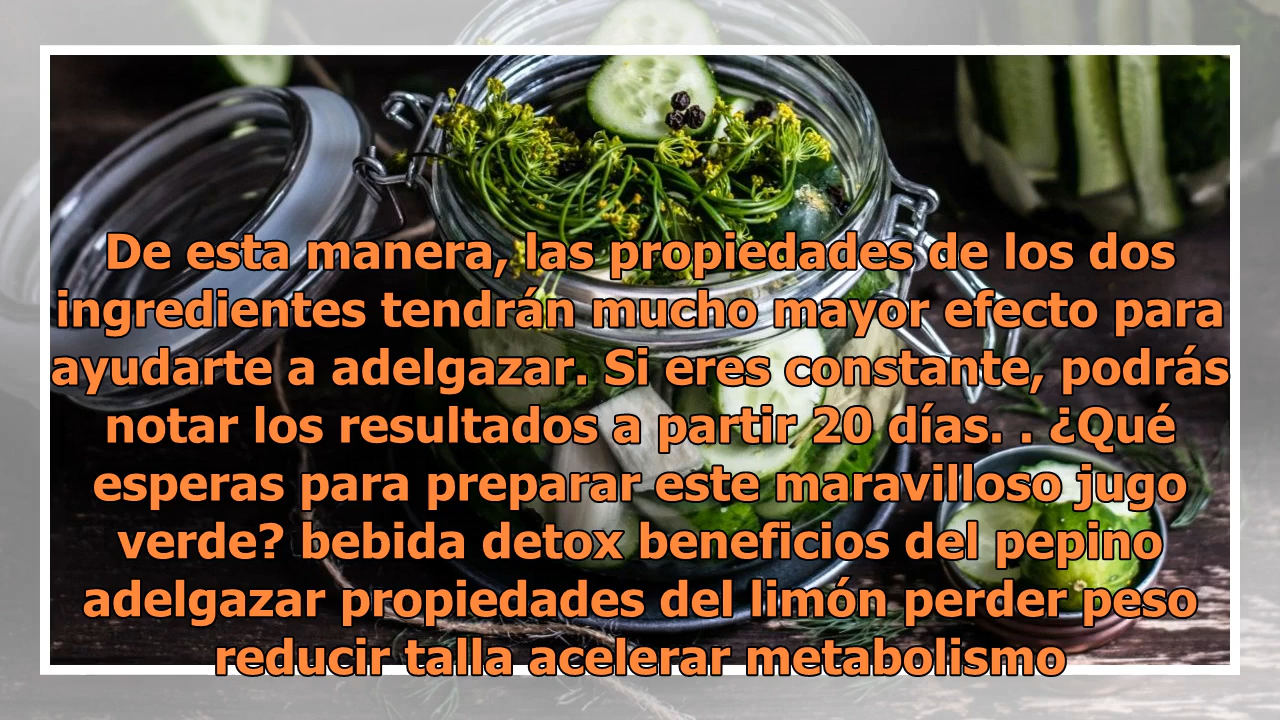 De esta manera, las propiedades de los dos
ingredientes tendrán mucho mayor efecto para
ayudarte a adelgazar. Si eres constante, podrás
notar los resultados a partir 20 días. . ¿Qué
esperas para preparar este maravilloso jugo
verde? bebida detox beneficios del pepino
adelgazar propiedades del limón perder peso
reducir talla acelerar metabolismo